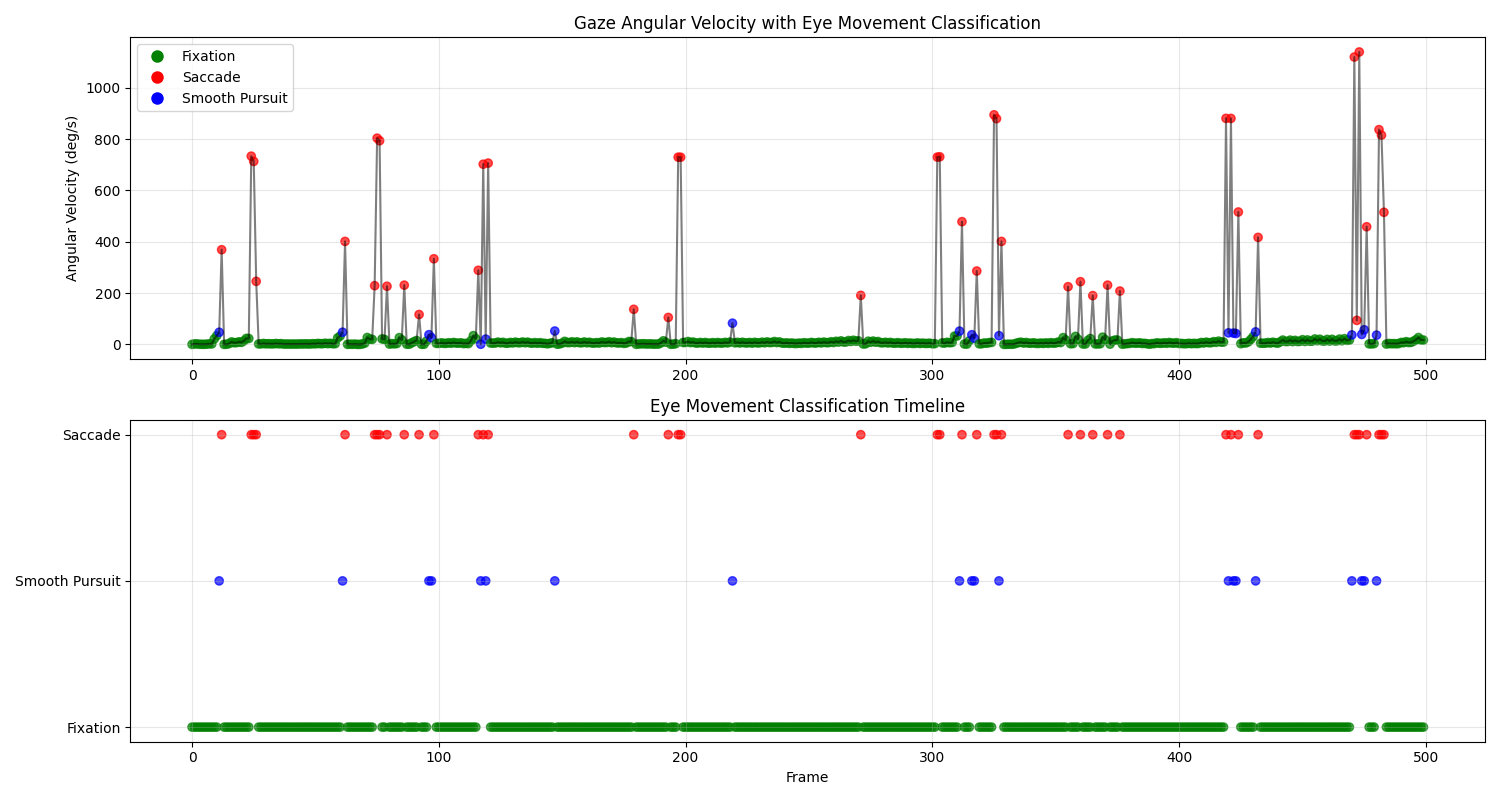 Gaze Angular Velocity with Eye Movement Classification
Fixation
Saccade
Smooth Pursuit
Angular Velocity (deg/s)
1000
800
600
400
200
0
0
100
200
300
400
500
Eye Movement Classification Timeline
Saccade
Smooth Pursuit
Fixation
0
100
200
300
400
500
Frame